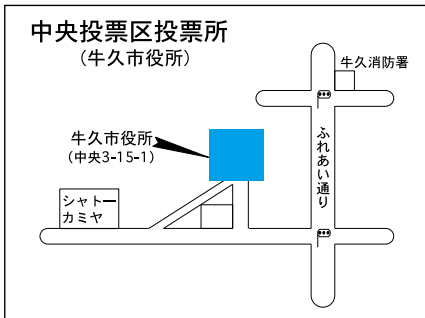 中央投票区投票所
(牛久市役所)
牛久消防署
牛久市役所
(中央3-15-1)
ふれあい通り
シャトー
カミヤ